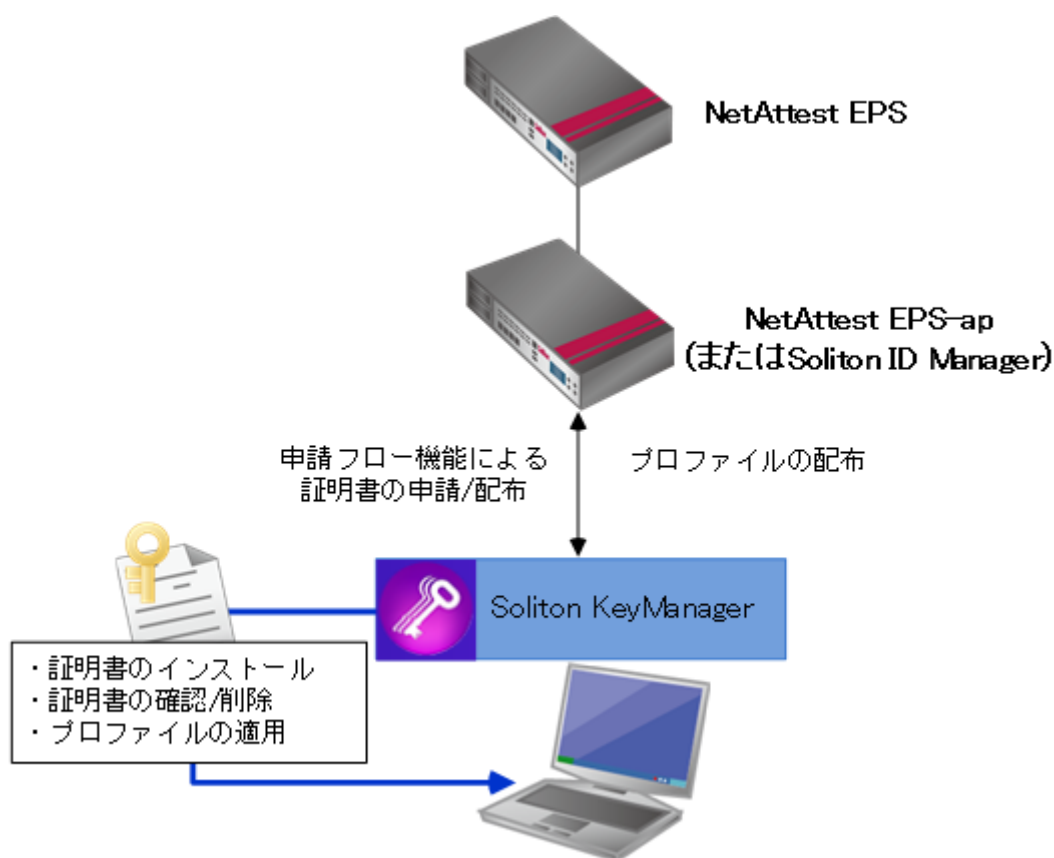 NetAttest EPS
NetAttest EPS-ap
(またはSoliton ID Manager)
申請フロー機能による
証明書の申請/配布
プロファイルの配布
Soliton KeyManager
・証明書のインストール
・証明書の確認/削除
・プロファイルの適用